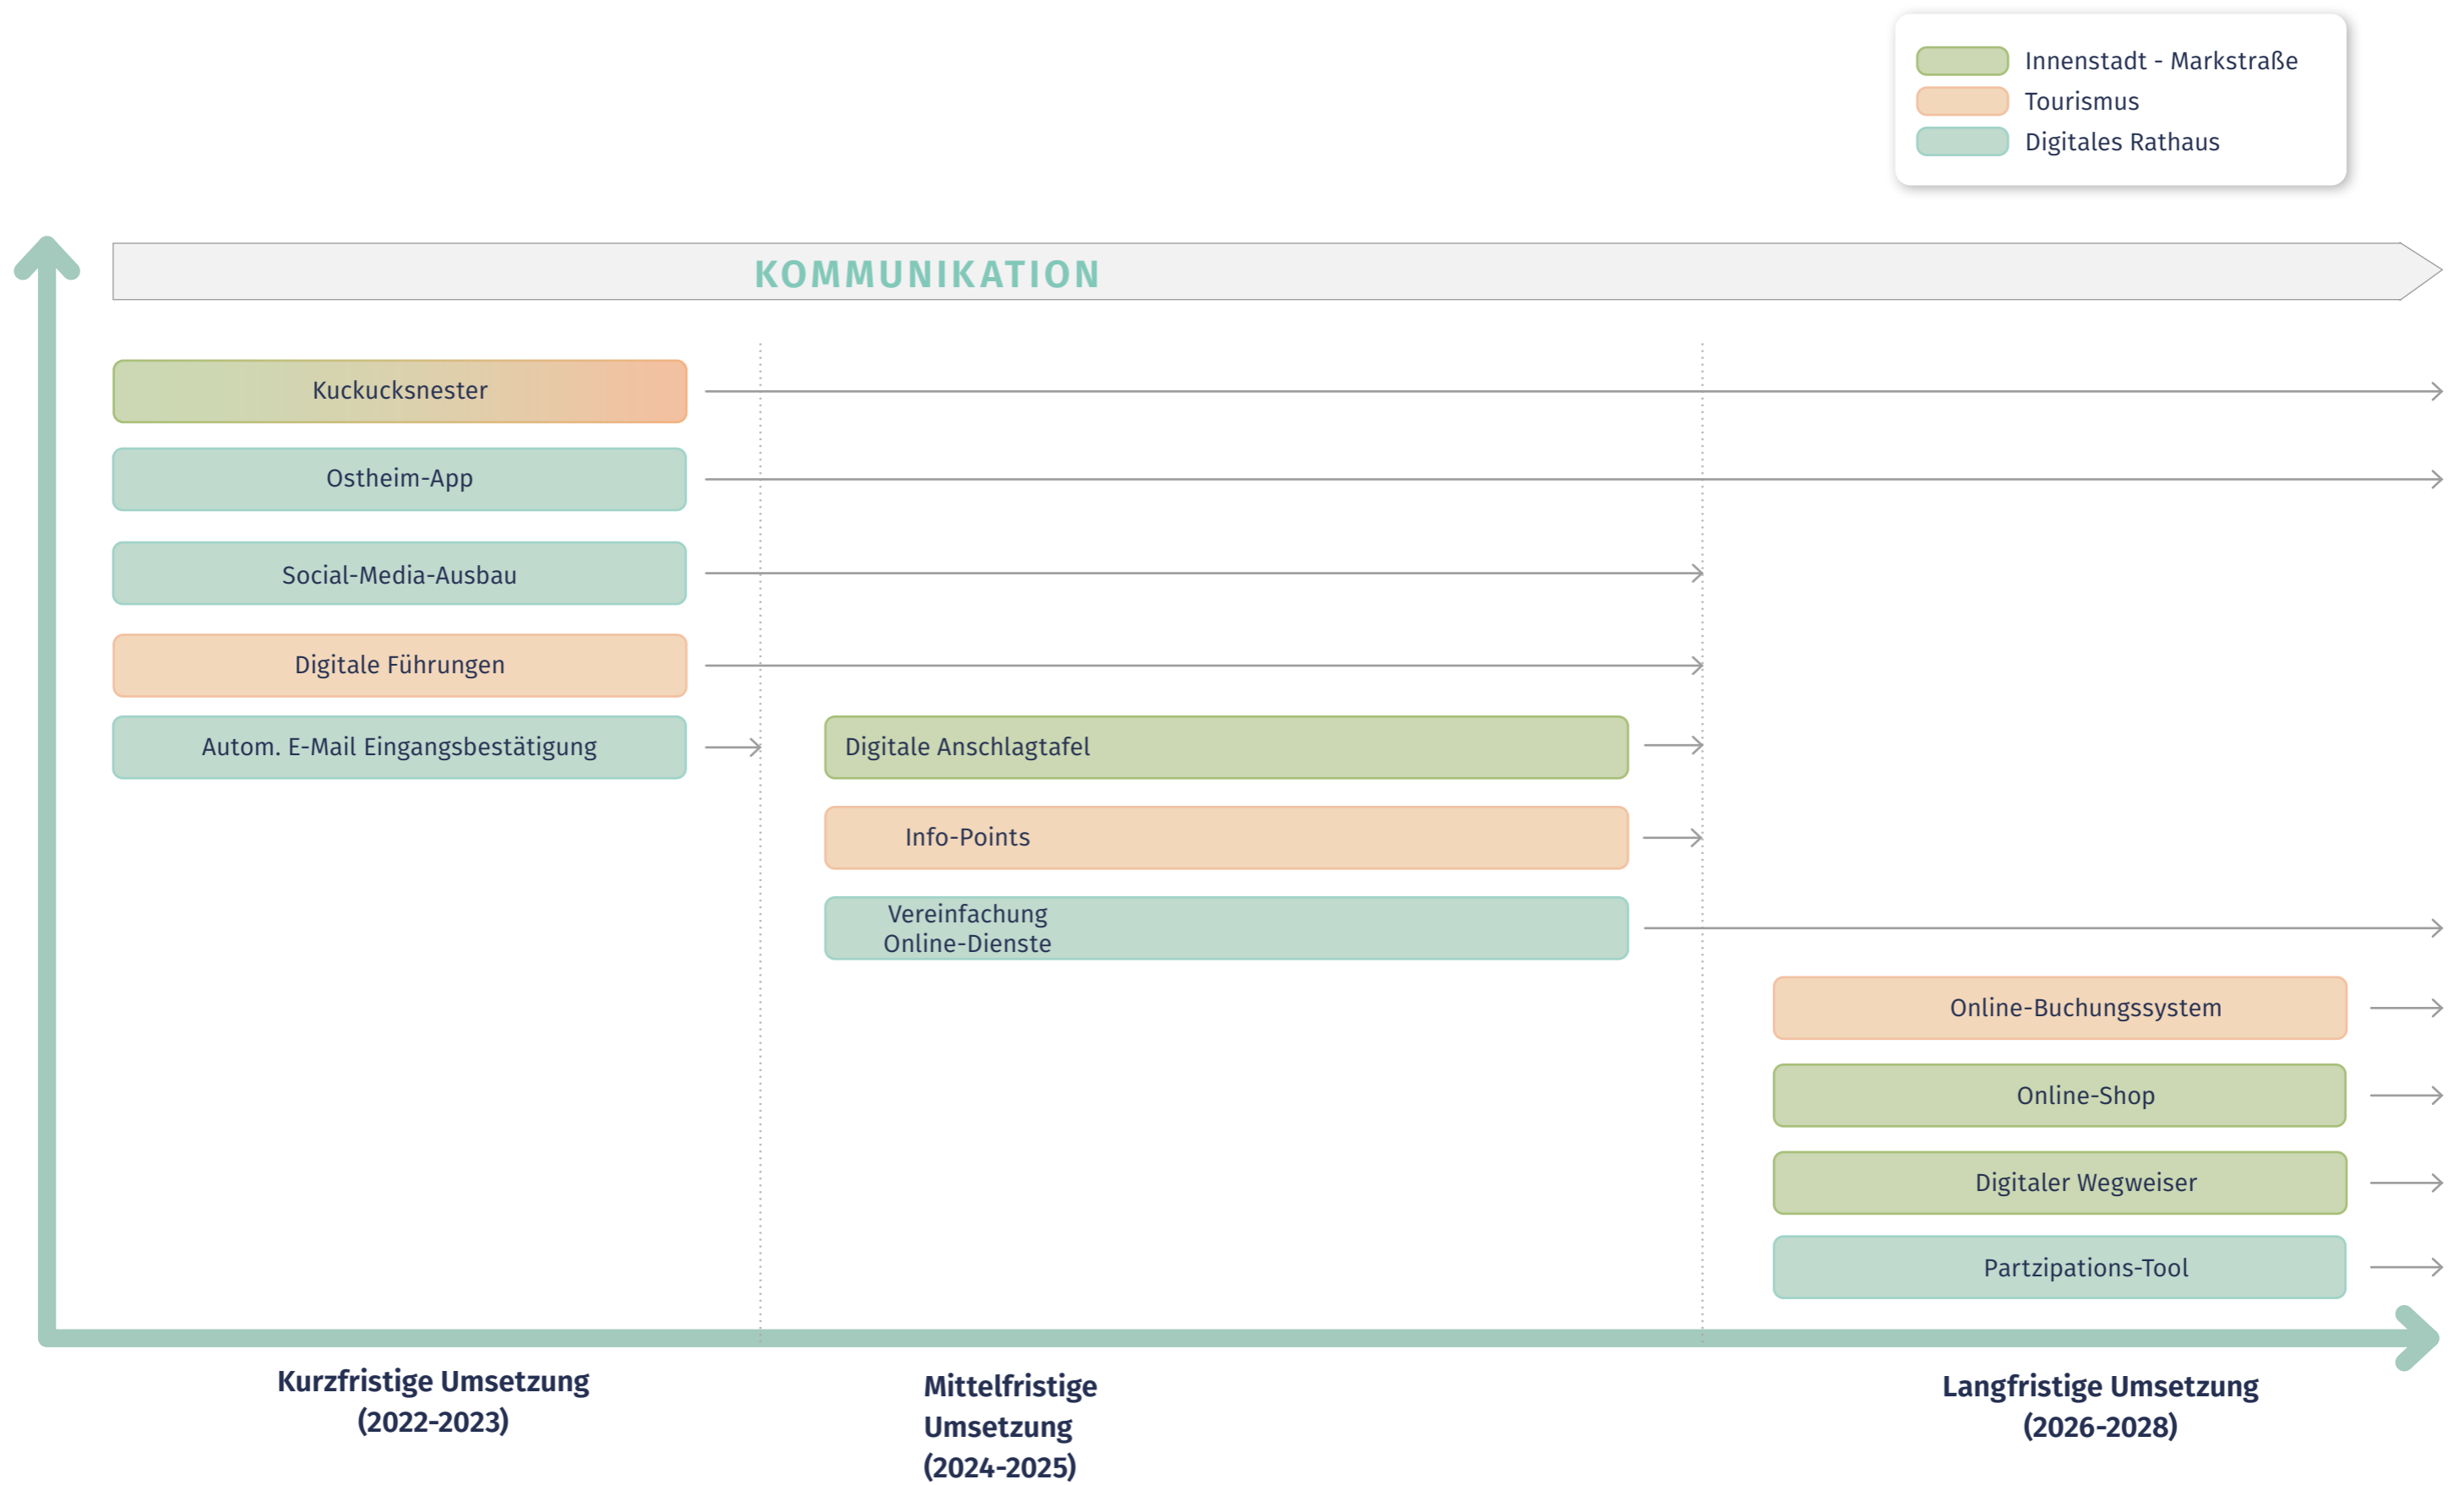 Innenstadt - Markstraße
Tourismus
Digitales Rathaus
KOMMUNIKATION
Kuckucksnester
Ostheim-App
Social-Media-Ausbau
Digitale Führungen
Autom. E-Mail Eingangsbestätigung
Digitale Anschlagtafel
Info-Points
Vereinfachung
Online-Dienste
Online-Buchungssystem
Online-Shop
Digitaler Wegweiser
Partzipations-Tool
Kurzfristige Umsetzung
(2022-2023)
Mittelfristige
Umsetzung
(2024-2025)
Langfristige Umsetzung
(2026-2028)